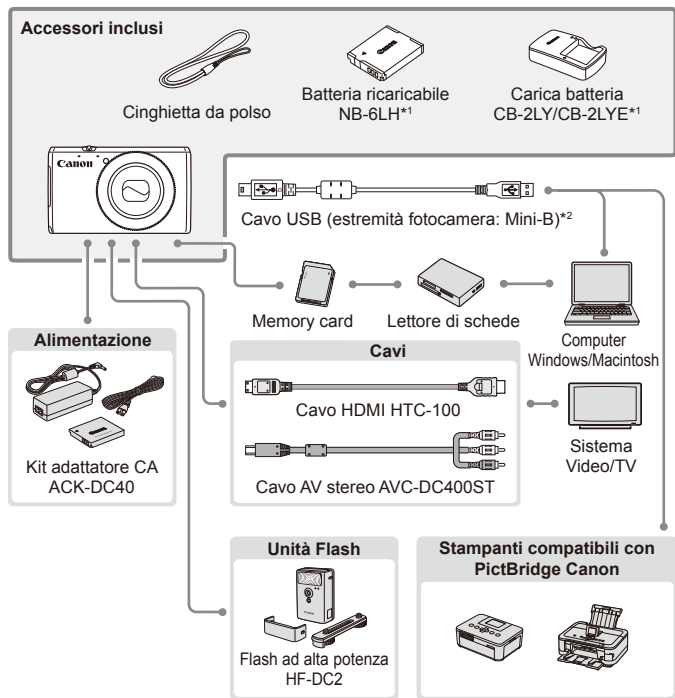 Accessori inclusi
Cinghietta da polso
Batteria ricaricabile
NB-6LH*1
Carica batteria
CB-2LY/CB-2LYE*1
Canon
Cavo USB (estremità fotocamera: Mini-B)*2
Memory card
Lettore di schede
Computer
Windows/Macintosh
Alimentazione
Kit adattatore CA
ACK-DC40
Cavi
Cavo HDMI HTC-100
Cavo AV stereo AVC-DC400ST
Sistema
Video/TV
Unità Flash
Flash ad alta potenza
HF-DC2
Stampanti compatibili con
PictBridge Canon